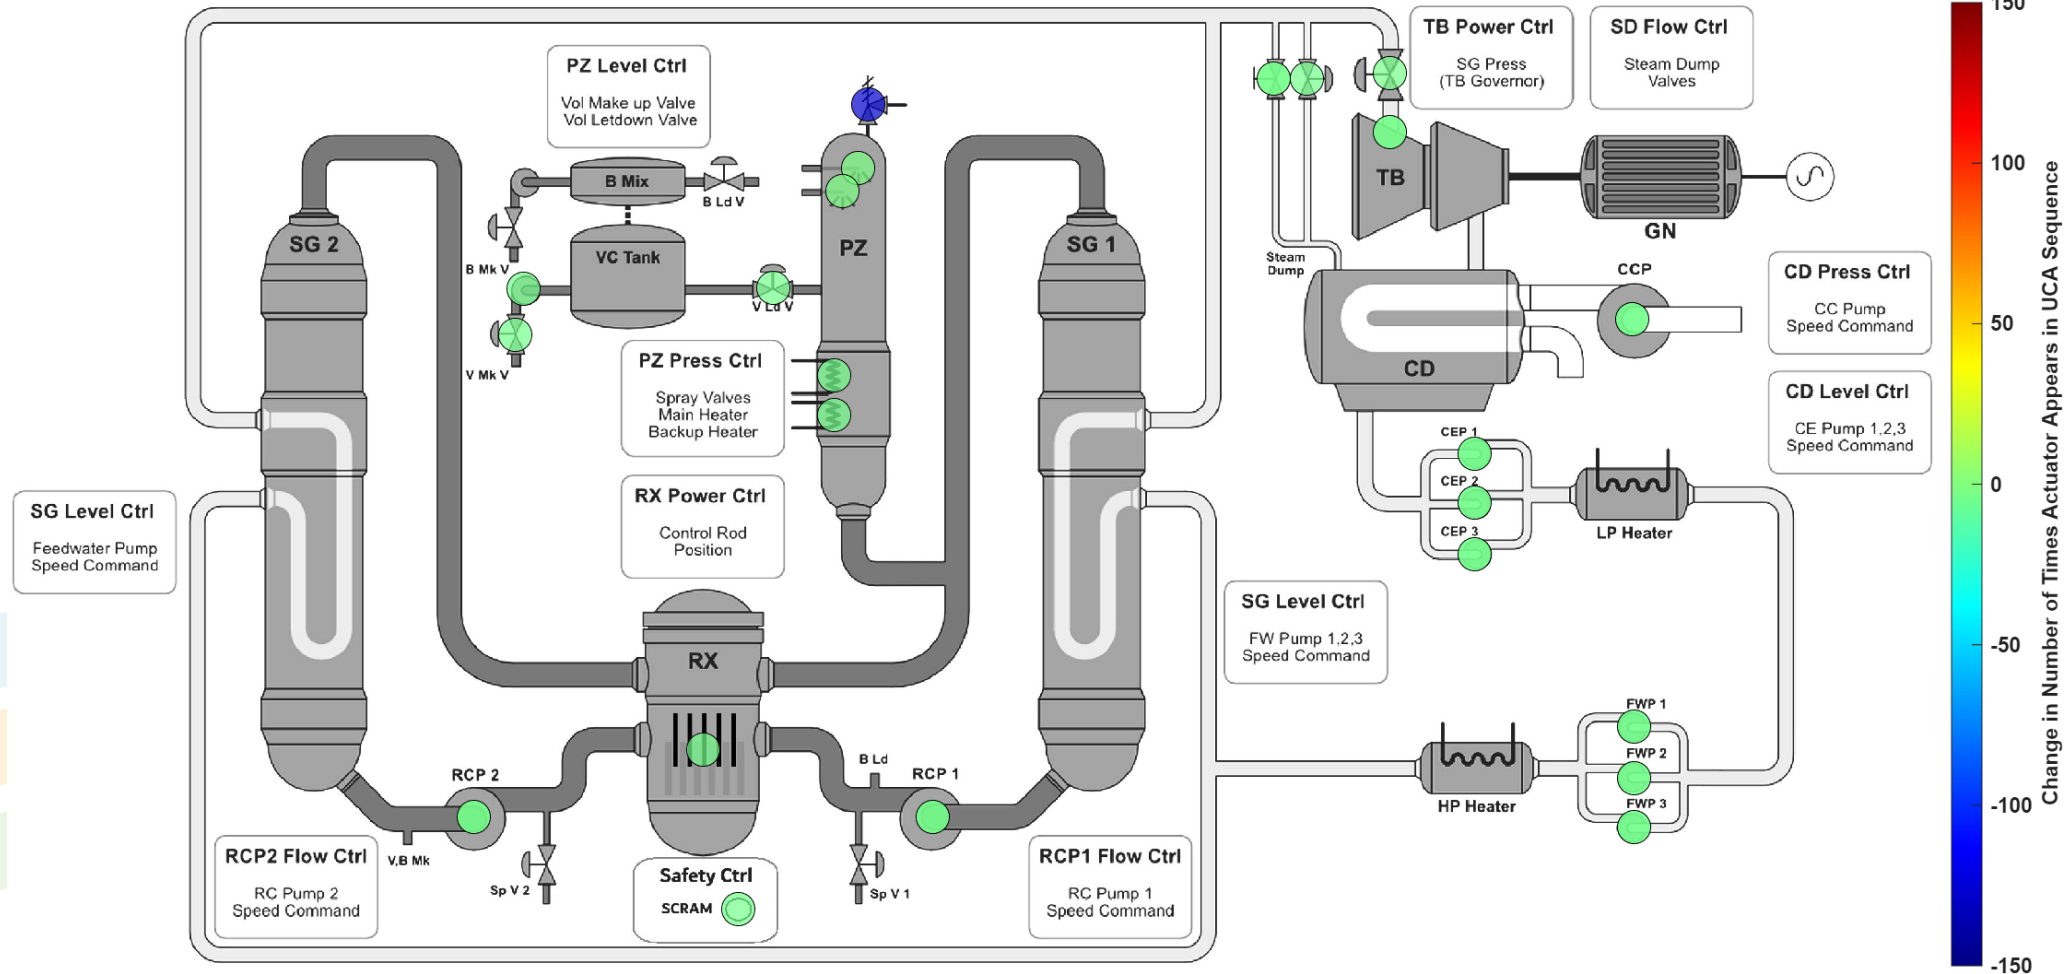 PZ Level Ctrl
Vol Make up Valve
Vol Letdown Valve
TB Power Ctrl
SG Press
(TB Governor)
SD Flow Ctrl
Steam Dump
Valves
150
100
50
0
-50
-100
-150
Change in Number of Times Actuator Appears in UCA Sequence
B Mix
B Ld V
B Mk V
VC Tank
V Ld V
V Mk V
PZ
SG 2
SG 1
TB
GN
Steam
Dump
CCP
CD
CD Press Ctrl
CC Pump
Speed Command
CD Level Ctrl
CE Pump 1,2,3
Speed Command
PZ Press Ctrl
Spray Valves
Main Heater
Backup Heater
RX Power Ctrl
Control Rod
Position
CEP 1
CEP 2
CEP 3
LP Heater
SG Level Ctrl
Feedwater Pump
Speed Command
SG Level Ctrl
FW Pump 1,2,3
Speed Command
RX
FWP 1
FWP 2
FWP 3
HP Heater
RCP 2
B Ld
RCP 1
V,B Mk
Sp V 2
Sp V 1
RCP2 Flow Ctrl
RC Pump 2
Speed Command
Safety Ctrl
SCRAM
RCP1 Flow Ctrl
RC Pump 1
Speed Command